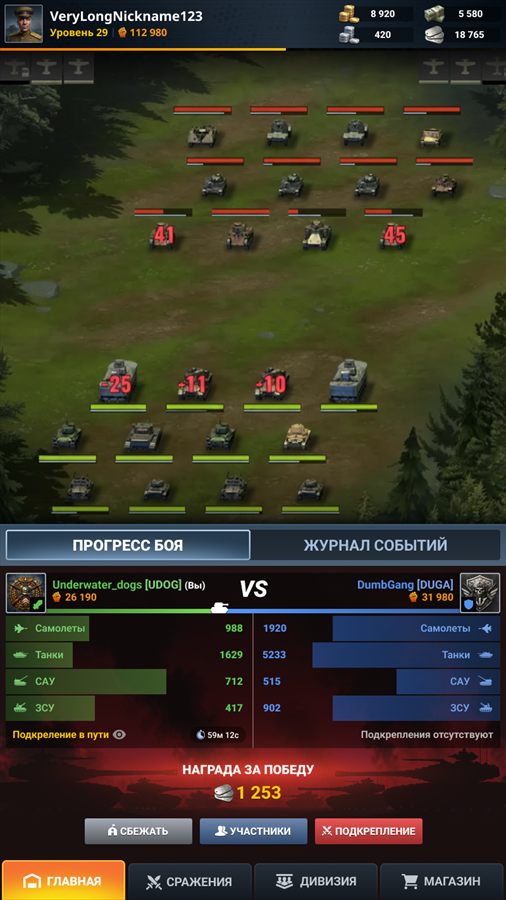 VeryLongNickname123
Уровень 29 112 980
8 920 5 580
420 18 765
41 45
-25 -11 -10
ПРОГРЕСС БОЯ ЖУРНАЛ СОБЫТИЙ
Underwater_dogs [UDOG] (Вы) VS DumbGang [DUGA]
26 190 31 980
Самолеты 988 1920 Самолеты
Танки 1629 5233 Танки
САУ 712 515 САУ
ЗСУ 417 902 ЗСУ
Подкреление в пути 59м 12с Подкрепления отсутствуют
НАГРАДА ЗА ПОБЕДУ
1 253
СБЕЖАТЬ УЧАСТНИКИ ПОДКРЕПЛЕНИЕ
ГЛАВНАЯ СРАЖЕНИЯ ДИВИЗИЯ МАГАЗИН